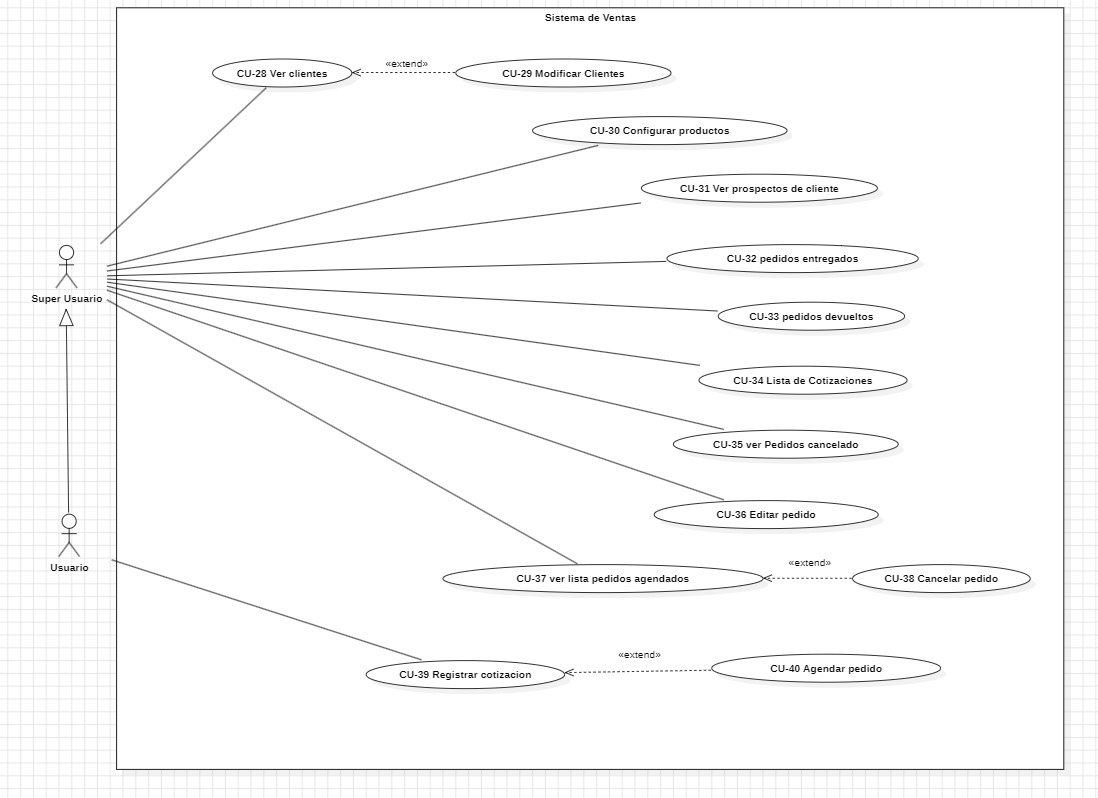 Sistema de Ventas
CU-28 Ver clientes
«extend»
CU-29 Modificar Clientes
CU-30 Configurar productos
CU-31 Ver prospectos de cliente
CU-32 pedidos entregados
Super Usuario
CU-33 pedidos devueltos
CU-34 Lista de Cotizaciones
CU-35 ver Pedidos cancelado
CU-36 Editar pedido
Usuario
CU-37 ver lista pedidos agendados
«extend»
CU-38 Cancelar pedido
CU-39 Registrar cotizacion
«extend»
CU-40 Agendar pedido